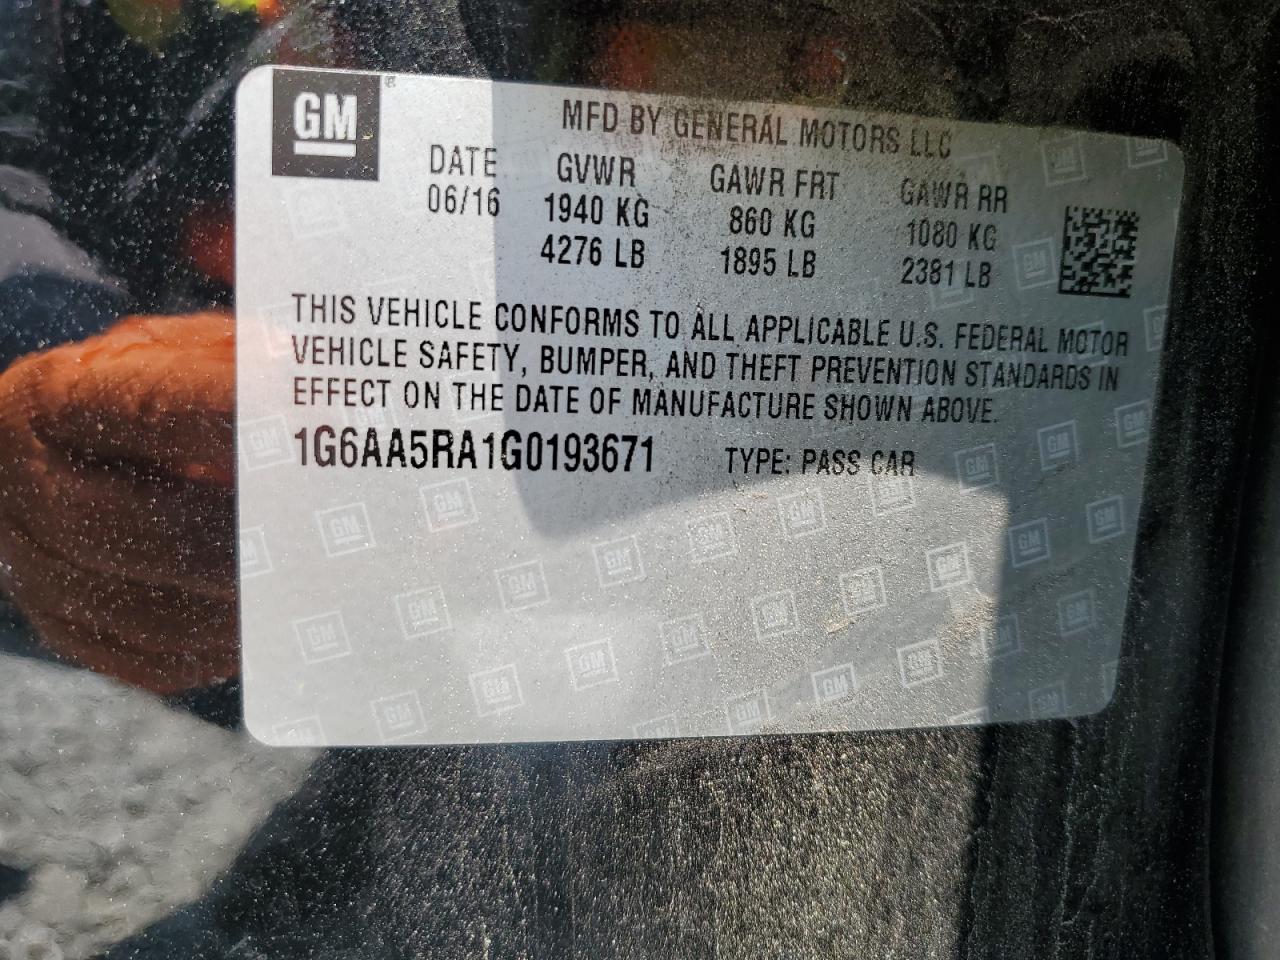 GM
MFD BY GENERAL MOTORS LLC
DATE GVWR GAWR FRT GAWR RR
06/16 1940 KG 860 KG 1080 KG
4276 LB 1895 LB 2381 LB
THIS VEHICLE CONFORMS TO ALL APPLICABLE U.S. FEDERAL MOTOR
VEHICLE SAFETY, BUMPER, AND THEFT PREVENTION STANDARDS IN
EFFECT ON THE DATE OF MANUFACTURE SHOWN ABOVE.
1G6AA5RA1G0193671 TYPE: PASS CAR